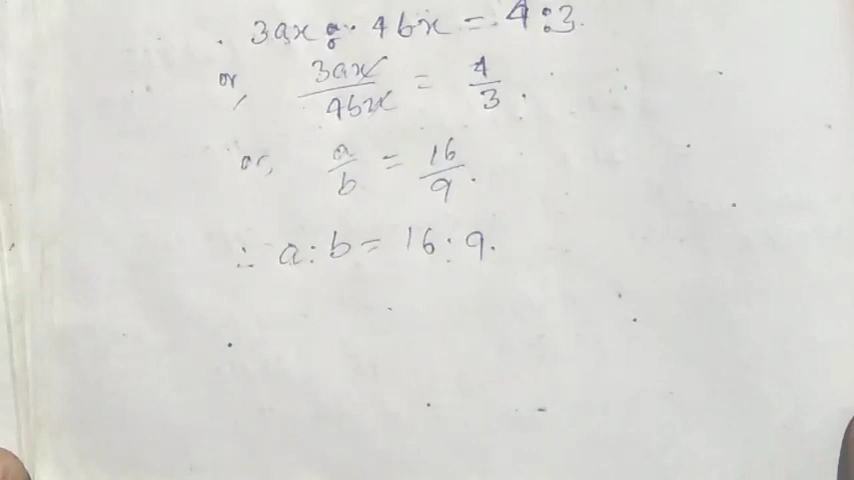 3ax : 4bx = 4:3.
or, 3ax/4bx = 4/3.
or, a/b = 16/9.
∴ a:b = 16:9.